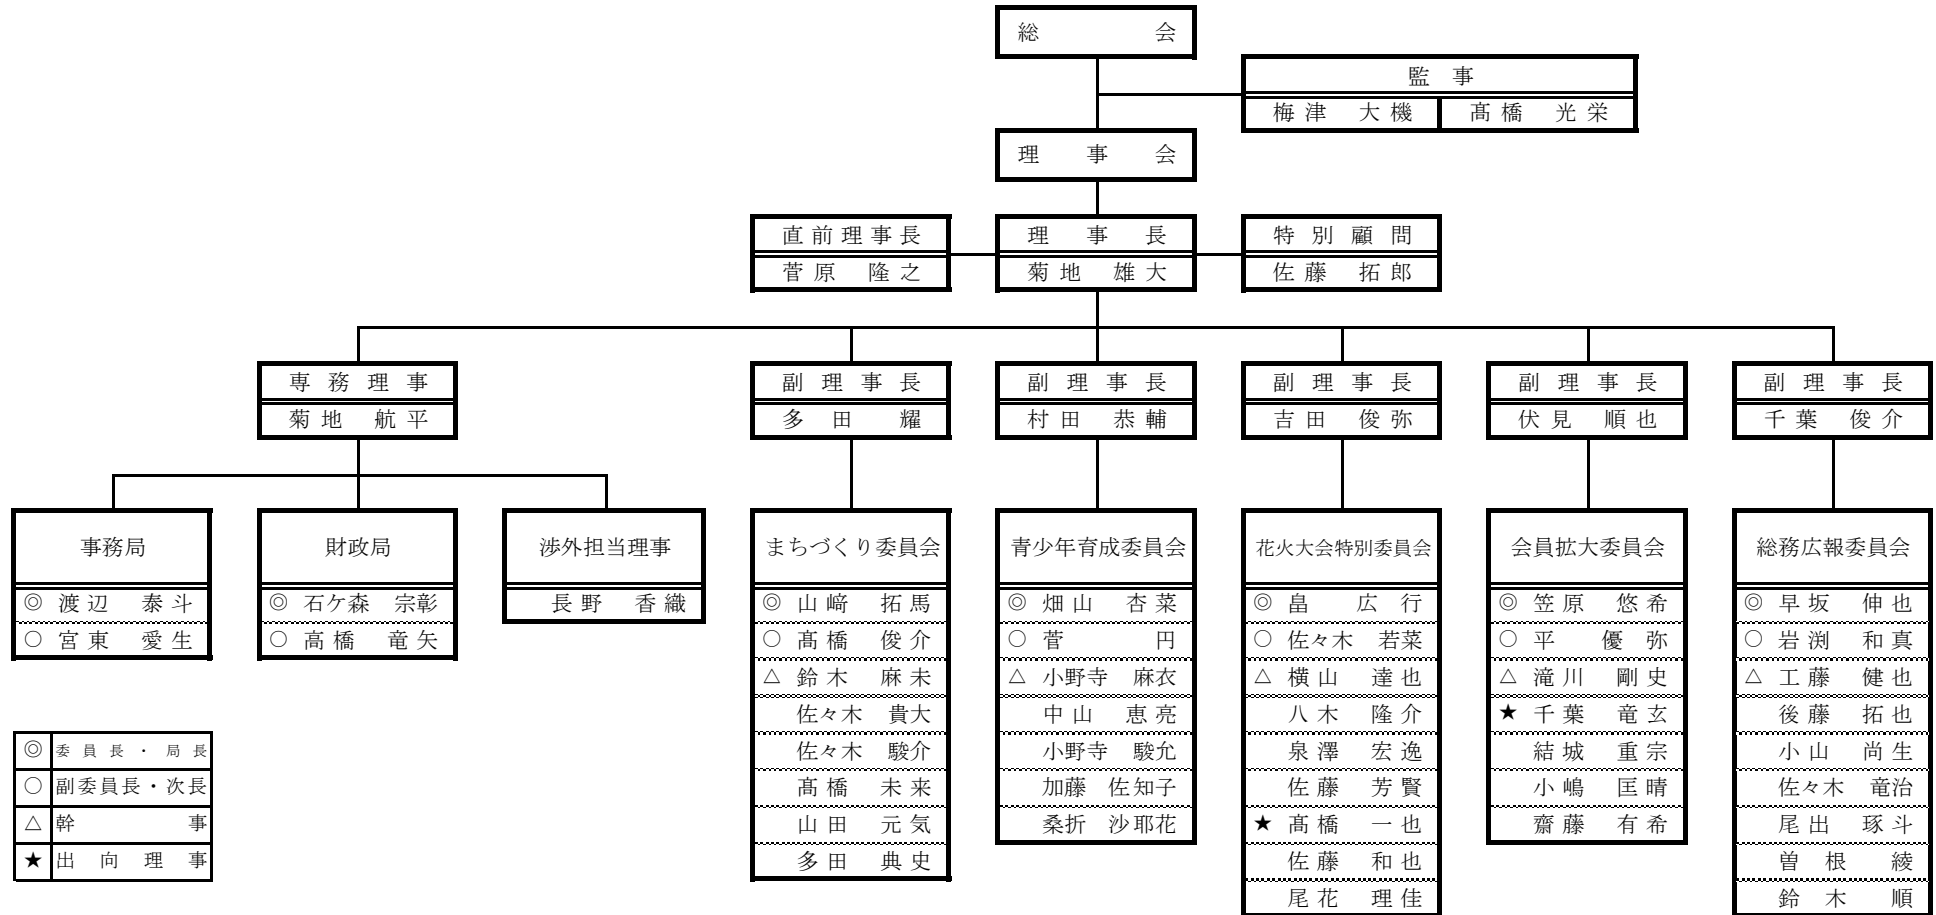 総会
監事
梅津 大機 髙橋 光栄
理事会
直前理事長 理事長 特別顧問
菅原 隆之 菊地 雄大 佐藤 拓郎
専務理事 副理事長 副理事長 副理事長 副理事長 副理事長
菊地 航平 多田 耀 村田 恭輔 吉田 俊弥 伏見 順也 千葉 俊介
事務局
◎ 渡辺 泰斗
○ 宮東 愛生
財政局
◎ 石ケ森 宗彰
○ 高橋 竜矢
渉外担当理事
長野 香織
まちづくり委員会
◎ 山﨑 拓馬
○ 髙橋 俊介
△ 鈴木 麻未
佐々木 貴大
佐々木 駿介
髙橋 未来
山田 元気
多田 典史
青少年育成委員会
◎ 畑山 杏菜
○ 菅 円
△ 小野寺 麻衣
中山 恵亮
小野寺 駿允
加藤 佐知子
桑折 沙耶花
花火大会特別委員会
◎ 畠 広行
○ 佐々木 若菜
△ 横山 達也
八木 隆介
泉澤 宏逸
佐藤 芳賢
★ 髙橋 一也
佐藤 和也
尾花 理佳
会員拡大委員会
◎ 笠原 悠希
○ 平 優弥
△ 滝川 剛史
★ 千葉 竜玄
結城 重宗
小嶋 匡晴
齋藤 有希
総務広報委員会
◎ 早坂 伸也
○ 岩渕 和真
△ 工藤 健也
後藤 拓也
小山 尚生
佐々木 竜治
尾出 琢斗
曽根 綾
鈴木 順
◎ 委員長・局長
○ 副委員長・次長
△ 幹事
★ 出向理事